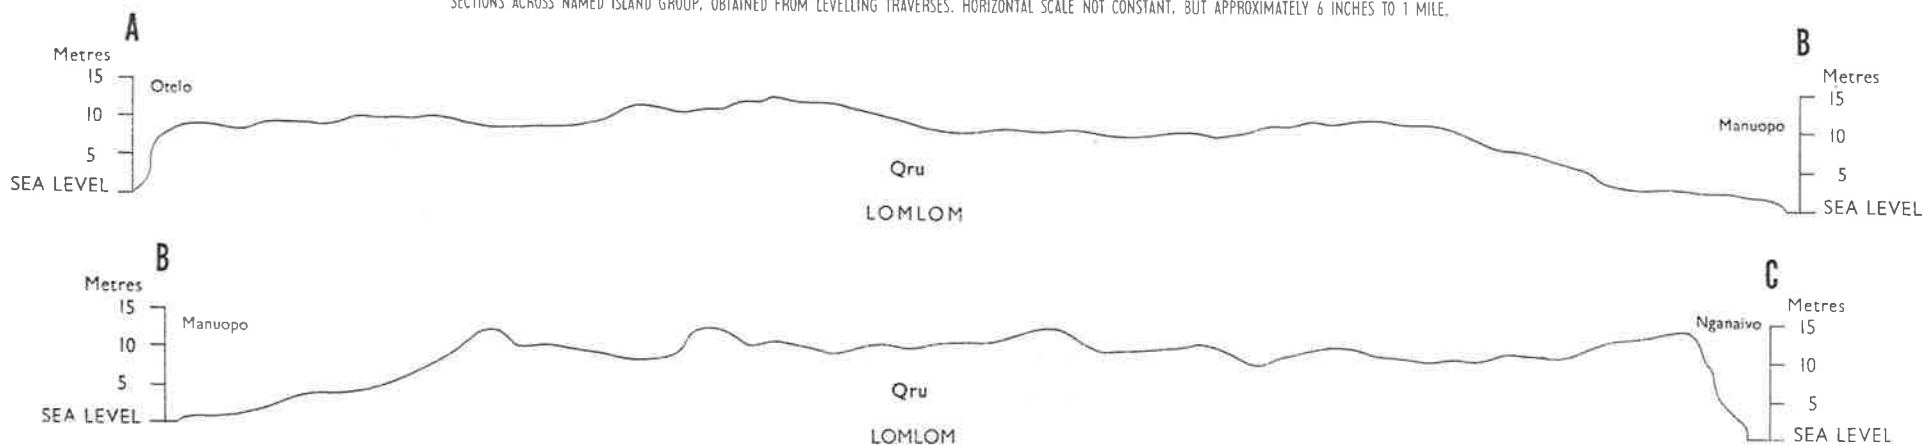 SECTIONS ACROSS NAMED ISLAND GROUP, OBTAINED FROM LEVELLING TRAVERSES. HORIZONTAL SCALE NOT CONSTANT, BUT APPROXIMATELY 6 INCHES TO 1 MILE.
A
B
Metres
15
Otelo
10
5
SEA LEVEL
Metres
15
Manuopo
10
5
SEA LEVEL
Qru
LOMLOM
B
C
Metres
15
Manuopo
10
5
SEA LEVEL
Metres
Nganaivo
15
10
5
SEA LEVEL
Qru
LOMLOM